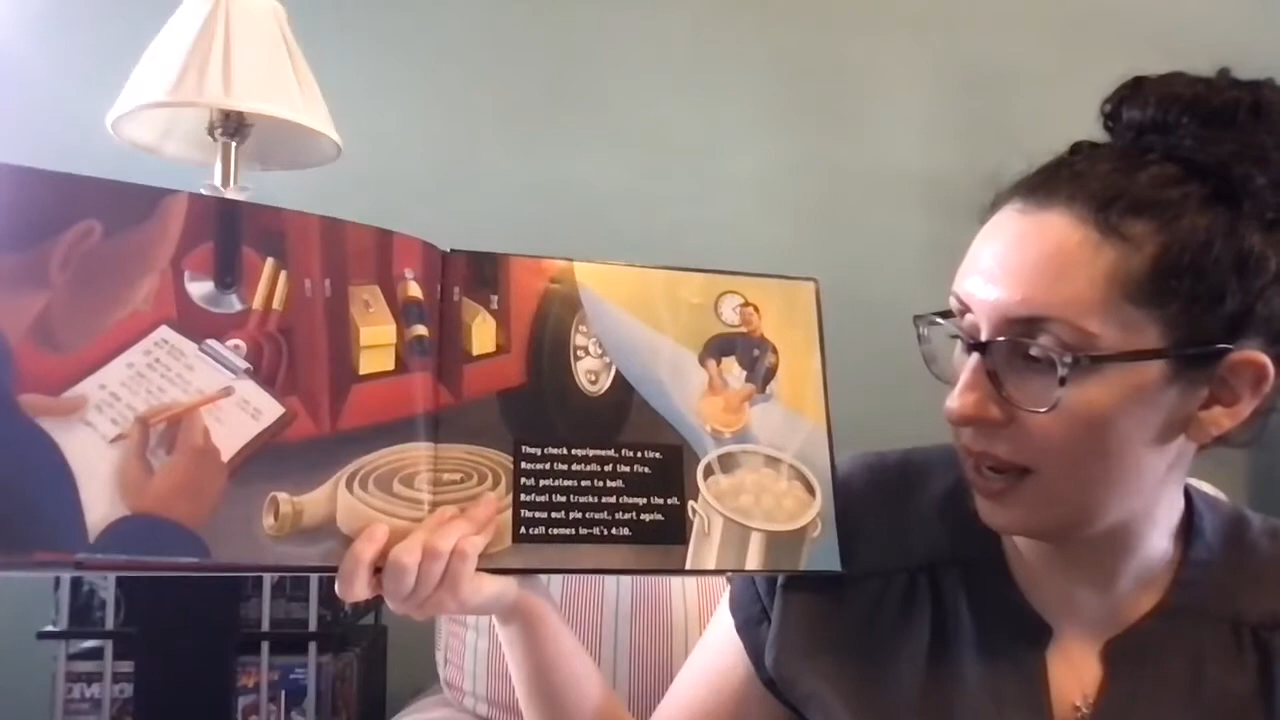 They check equipment, fix a tire.
Record the details of the fire.
Put potatoes on to boil.
Refuel the trucks and change the oil.
Throw out pie crust, start again.
A call comes in—it's 4:10.